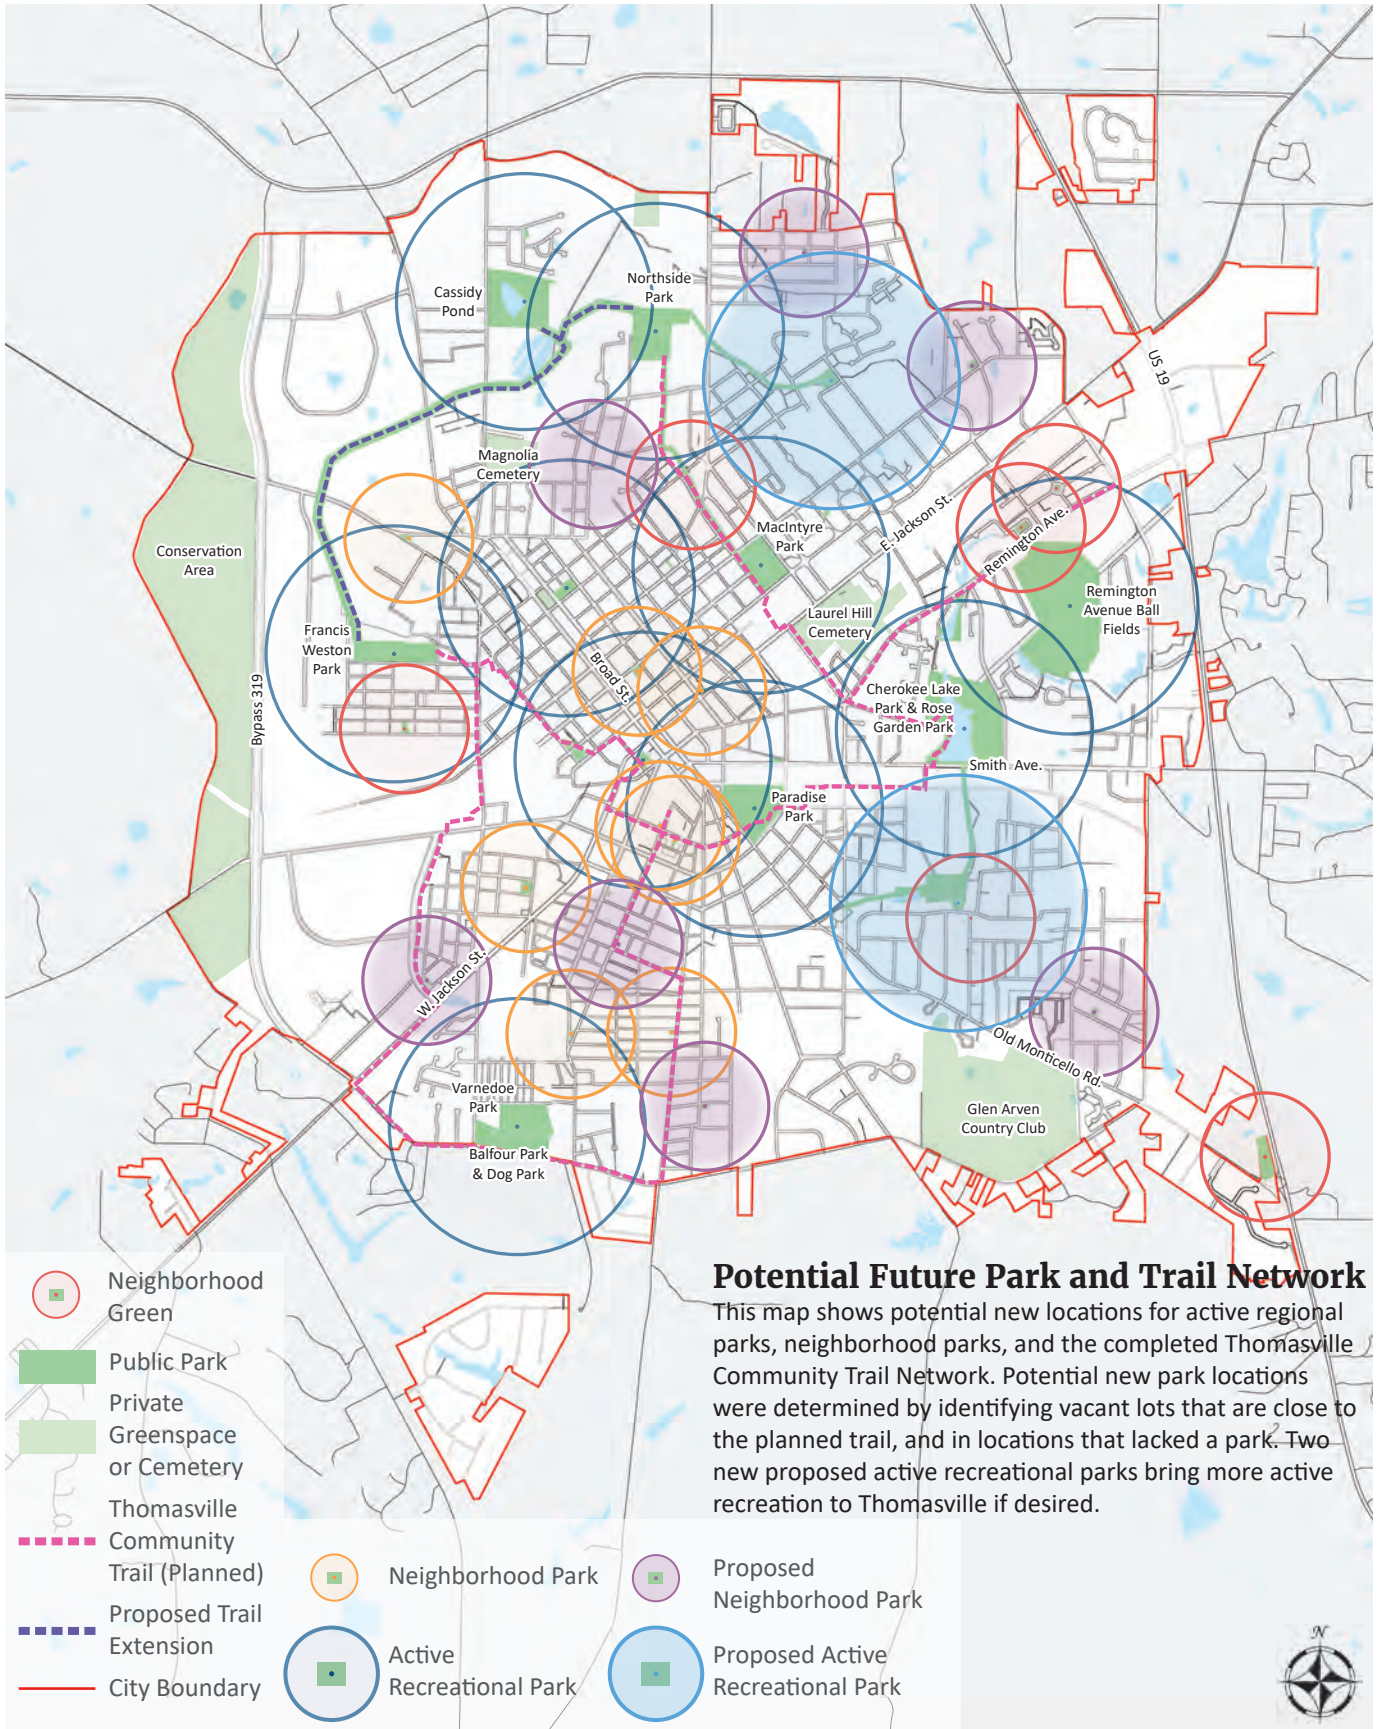 Cassidy
Pond
Northside
Park
US 19
Magnolia
Cemetery
MacIntyre
Park
E. Jackson St.
Remington Ave.
Conservation
Area
Laurel Hill
Cemetery
Remington
Avenue Ball
Fields
Francis
Weston
Park
Broad St.
Bypass 319
Cherokee Lake
Park & Rose
Garden Park
Smith Ave.
Paradise
Park
W. Jackson St.
Old Monticello Rd.
Varnedoe
Park
Glen Arven
Country Club
Balfour Park
& Dog Park
Potential Future Park and Trail Network
This map shows potential new locations for active regional
parks, neighborhood parks, and the completed Thomasville
Community Trail Network. Potential new park locations
were determined by identifying vacant lots that are close to
the planned trail, and in locations that lacked a park. Two
new proposed active recreational parks bring more active
recreation to Thomasville if desired.
Neighborhood
Green
Public Park
Private
Greenspace
or Cemetery
Thomasville
Community
Trail (Planned)
Proposed Trail
Extension
City Boundary
Neighborhood Park
Active
Recreational Park
Proposed
Neighborhood Park
Proposed Active
Recreational Park
N